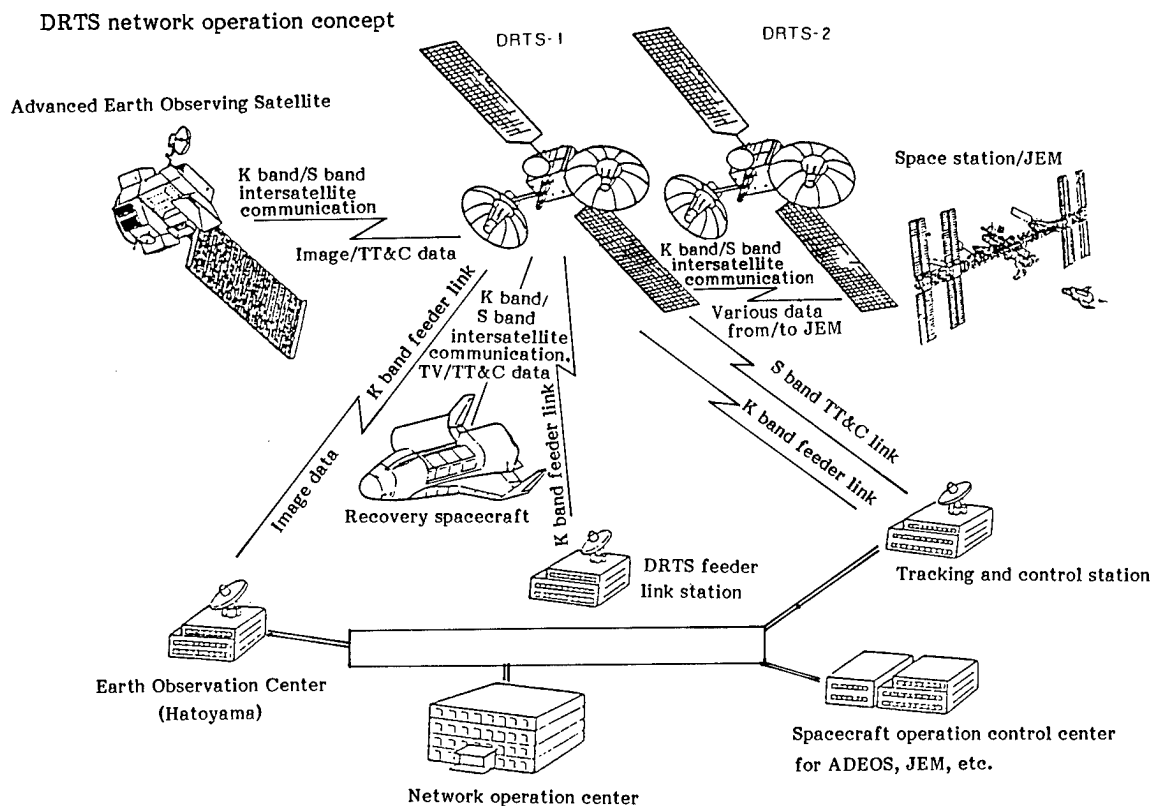 DRTS network operation concept
DRTS-1
DRTS-2
Advanced Earth Observing Satellite
K band/S band
intersatellite
communication
Image/TT&C data
Space station/JEM
K band/S band
intersatellite
communication
Various data
from/to JEM
K band feeder link
Image data
K band/
S band
intersatellite
communication,
TV/TT&C data
K band feeder link
S band TT&C link
K band feeder link
Recovery spacecraft
DRTS feeder
link station
Tracking and control station
Earth Observation Center
(Hatoyama)
Spacecraft operation control center
for ADEOS, JEM, etc.
Network operation center